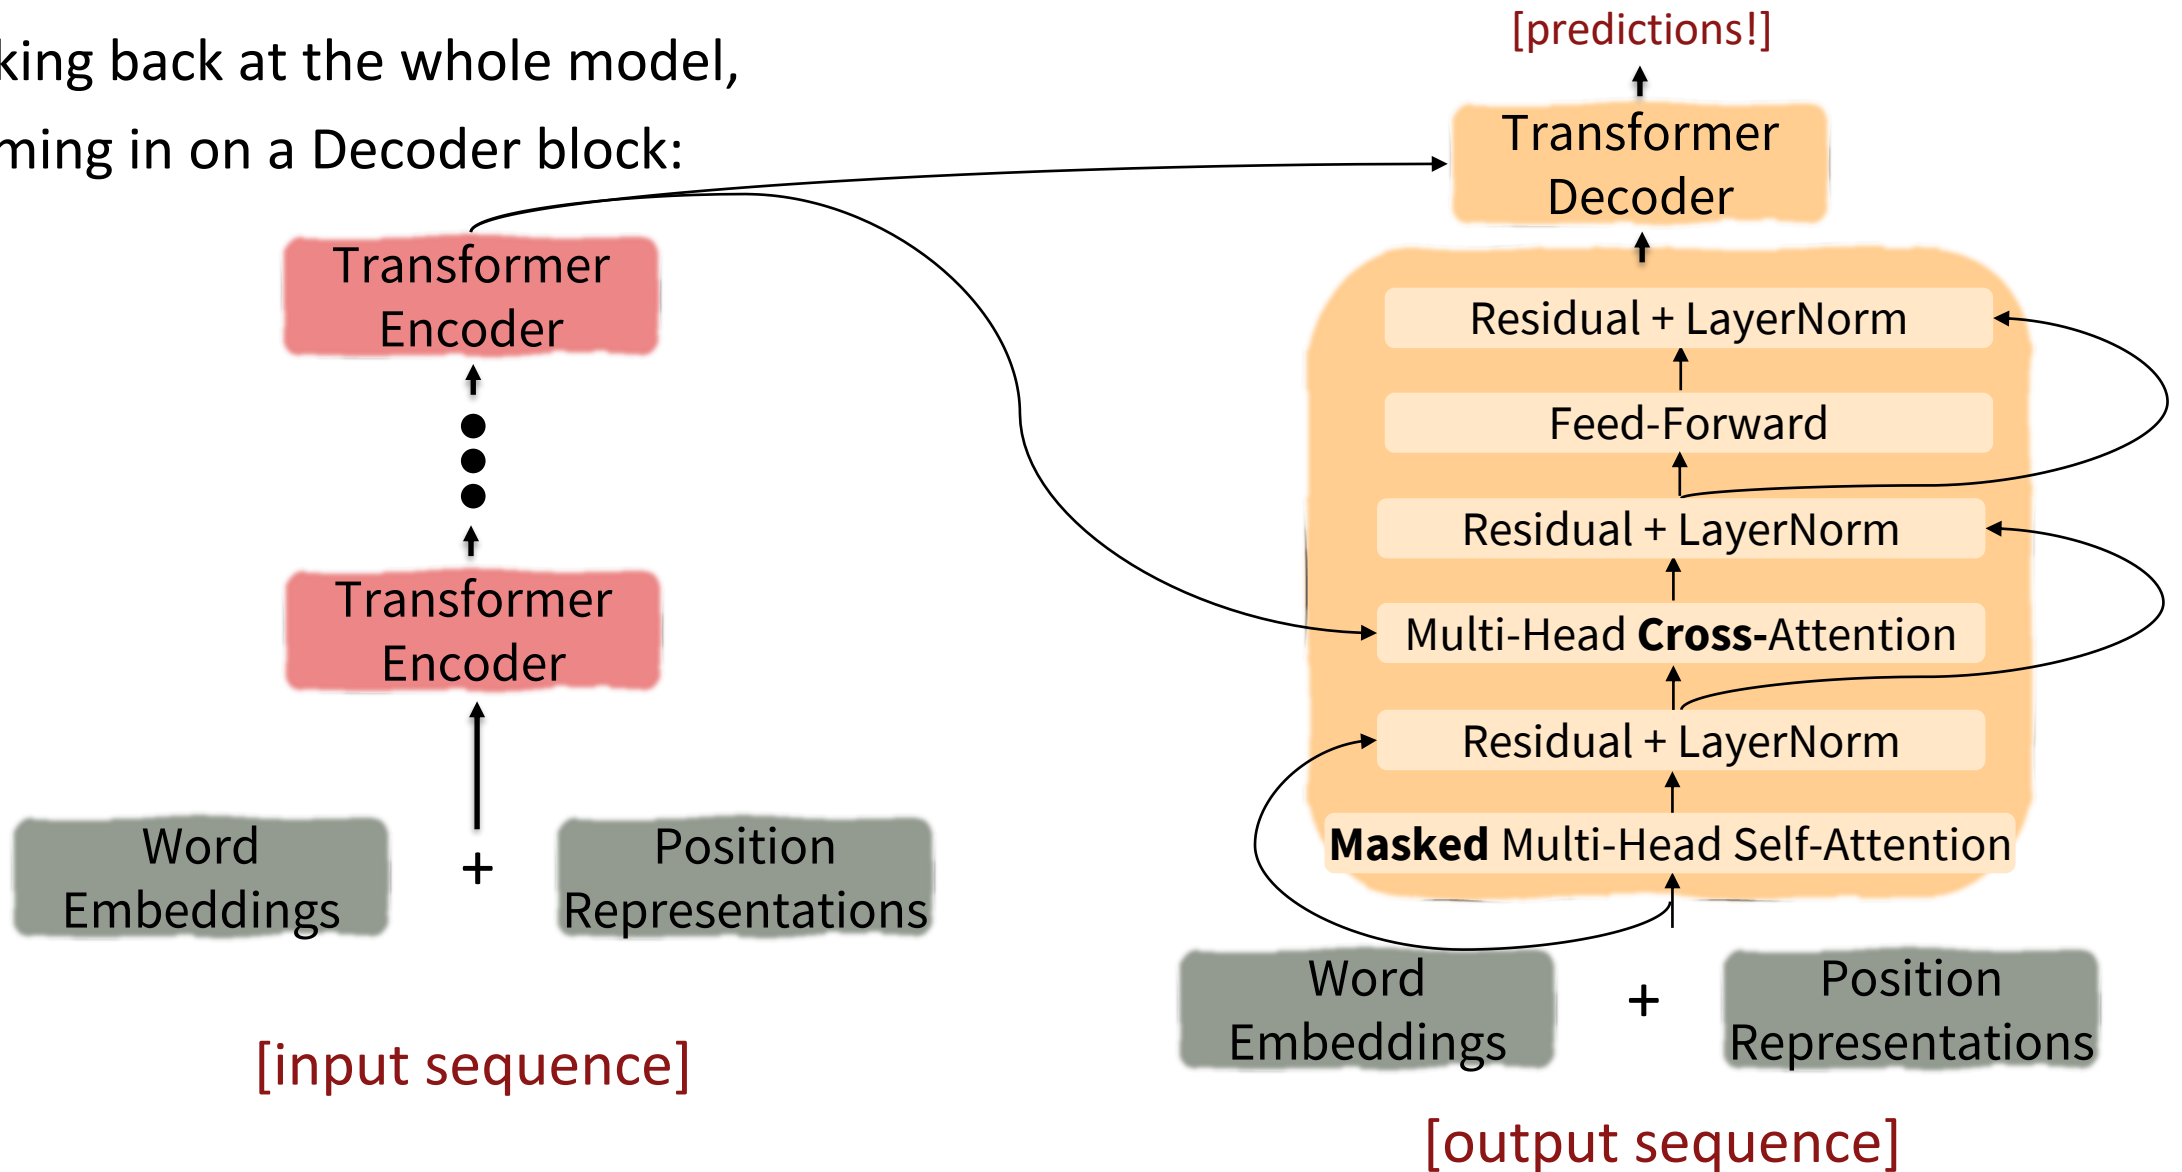 king back at the whole model,
ming in on a Decoder block:
[predictions!]
Transformer
Decoder
Transformer
Encoder
Residual + LayerNorm
Feed-Forward
Residual + LayerNorm
Transformer
Encoder
Multi-Head Cross-Attention
Residual + LayerNorm
Masked Multi-Head Self-Attention
Word
Embeddings
+
Position
Representations
Word
Embeddings
+
Position
Representations
[input sequence]
[output sequence]